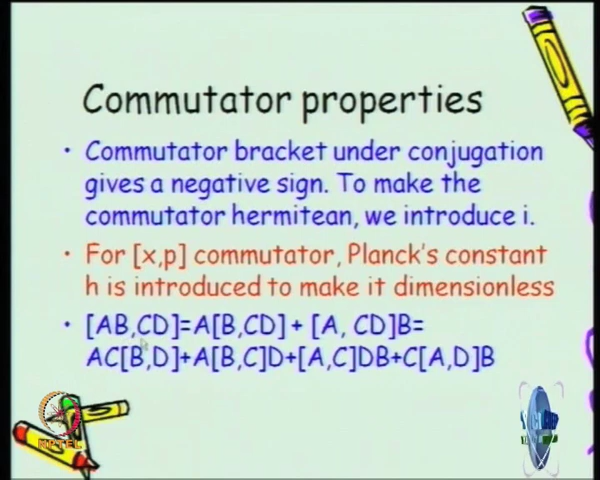 Commutator properties
• Commutator bracket under conjugation
gives a negative sign. To make the
commutator hermitean, we introduce i.
• For [x,p] commutator, Planck's constant
h is introduced to make it dimensionless
• [AB,CD]=A[B,CD] + [A, CD]B=
AC[B,D]+A[B,C]D+[A,C]DB+C[A,D]B
NPTEL